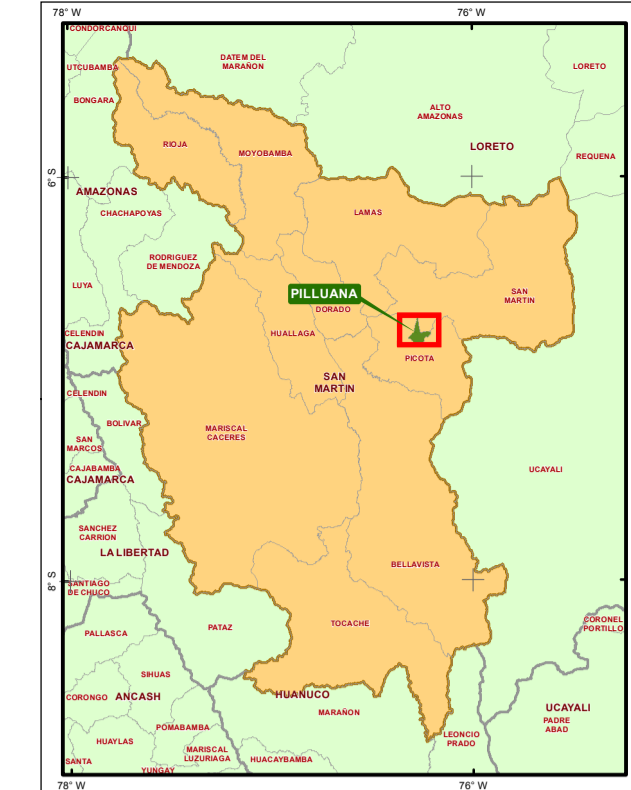 78° W
76° W
CONDORCANQUI
DATEM DEL
MARAÑON
UTCUBAMBA
LORETO
BONGARA
ALTO
AMAZONAS
RIOJA
MOYOBAMBA
LORETO
REQUENA
6° S
AMAZONAS
CHACHAPOYAS
LAMAS
RODRIGUEZ
DE MENDOZA
LUYA
PILLUANA
SAN
MARTIN
DORADO
CELENDIN
CAJAMARCA
HUALLAGA
PICOTA
SAN
MARTIN
CELENDIN
BOLIVAR
MARISCAL
CACERES
SAN
MARCOS
CAJABAMBA
CAJAMARCA
UCAYALI
SANCHEZ
CARRION
LA LIBERTAD
BELLAVISTA
8° S
SANTIAGO
DE CHUCO
PALLASCA
PATAZ
TOCACHE
CORONEL
PORTILLO
SIHUAS
CORONGO
ANCASH
HUANUCO
MARAÑON
UCAYALI
PADRE
ABAD
POMABAMBA
HUAYLAS
MARISCAL
LUZURIAGA
LEONCIO
PRADO
SANTA
YUNGAY
HUACAYBAMBA
78° W
76° W